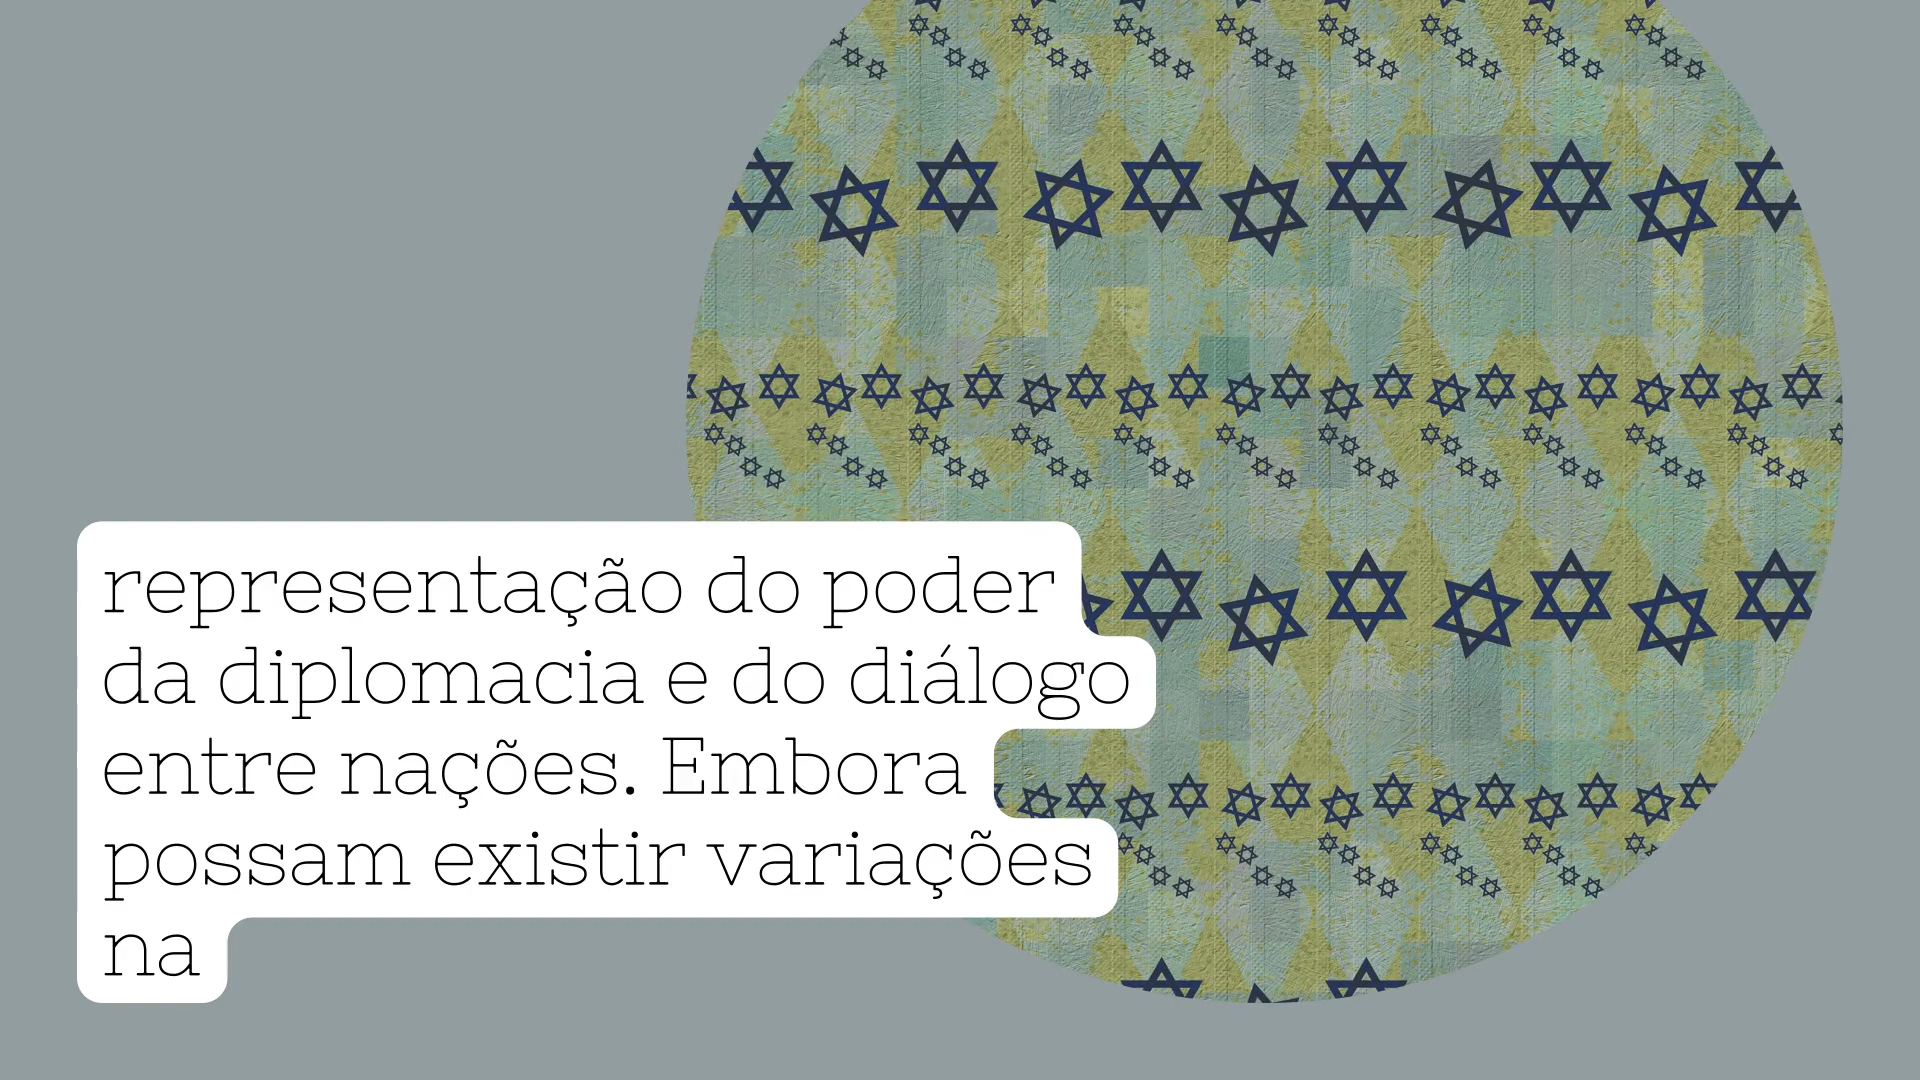 representação do poder
da diplomacia e do diálogo
entre nações. Embora
possam existir variações
na